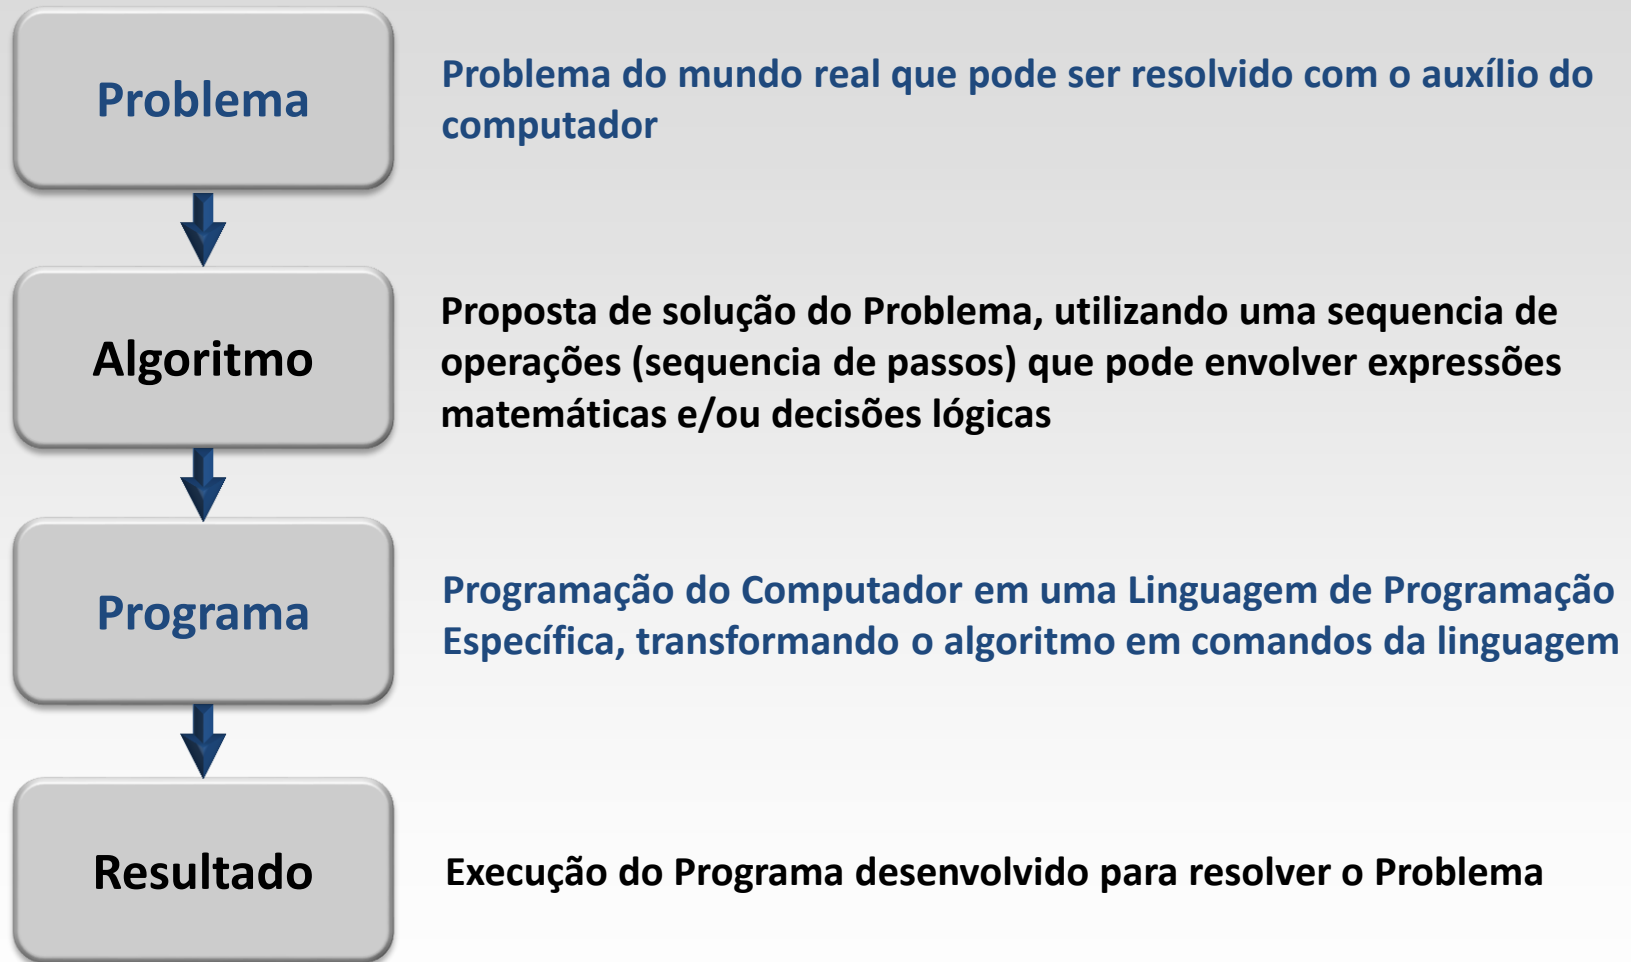 Problema
Problema do mundo real que pode ser resolvido com o auxílio do
computador
Algoritmo
Proposta de solução do Problema, utilizando uma sequencia de
operações (sequencia de passos) que pode envolver expressões
matemáticas e/ou decisões lógicas
Programa
Programação do Computador em uma Linguagem de Programação
Específica, transformando o algoritmo em comandos da linguagem
Resultado
Execução do Programa desenvolvido para resolver o Problema